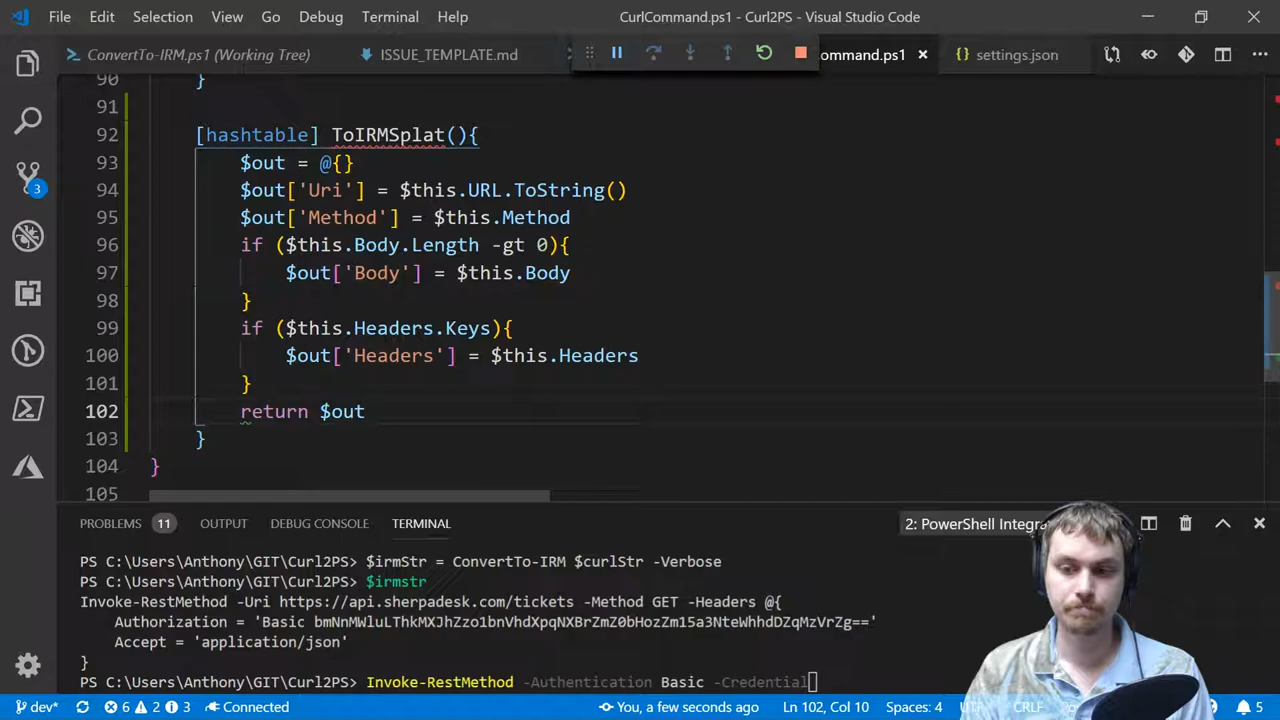 File Edit Selection View Go Debug Terminal Help CurlCommand.ps1 - Curl2PS - Visual Studio Code
ConvertTo-IRM.ps1 (Working Tree) ISSUE_TEMPLATE.md ommand.ps1 settings.json
90 }
91
92 [hashtable] ToIRMSplat(){
93 $out = @{}
94 $out['Uri'] = $this.URL.ToString()
95 $out['Method'] = $this.Method
96 if ($this.Body.Length -gt 0){
97 $out['Body'] = $this.Body
98 }
99 if ($this.Headers.Keys){
100 $out['Headers'] = $this.Headers
101 }
102 return $out
103 }
104 }
105
PROBLEMS 11 OUTPUT DEBUG CONSOLE TERMINAL 2: PowerShell Integra
PS C:\Users\Anthony\GIT\Curl2PS> $irmStr = ConvertTo-IRM $curlStr -Verbose
PS C:\Users\Anthony\GIT\Curl2PS> $irmstr
Invoke-RestMethod -Uri https://api.sherpadesk.com/tickets -Method GET -Headers @{
Authorization = 'Basic bmNnMWluLThkMXJhZzo1bnVhdXpqNXBrZmZ0bHozZm15a3NteWhhdDZqMzVrZg=='
Accept = 'application/json'
}
PS C:\Users\Anthony\GIT\Curl2PS> Invoke-RestMethod -Authentication Basic -Credential
3
dev* 6 2 3 Connected You, a few seconds ago Ln 102, Col 10 Spaces: 4 CRLF 5